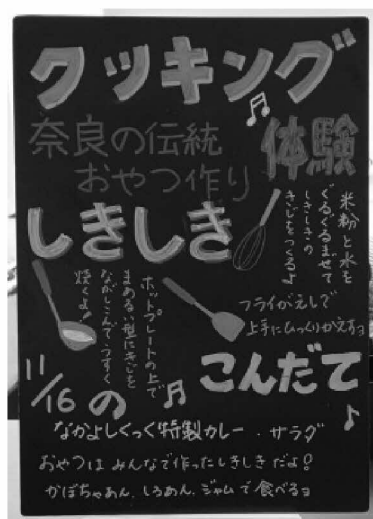 クッキング
体験
奈良の伝統
おやつ作り
しきしき
米粉と水を
ぐるぐるまぜて
しきしきの
きじをつくるよ
ホットプレートの上で
まあるい型にきじを
ながしこんでうすく
焼くよ!
フライがえしで
上手にひっくりかえすョ
11/16の
こんだて
なかよしくっく特製カレー・サラダ
おやつはみんなで作ったしきしきだよ!
かぼちゃあん、しろあん、ジャムで食べるョ